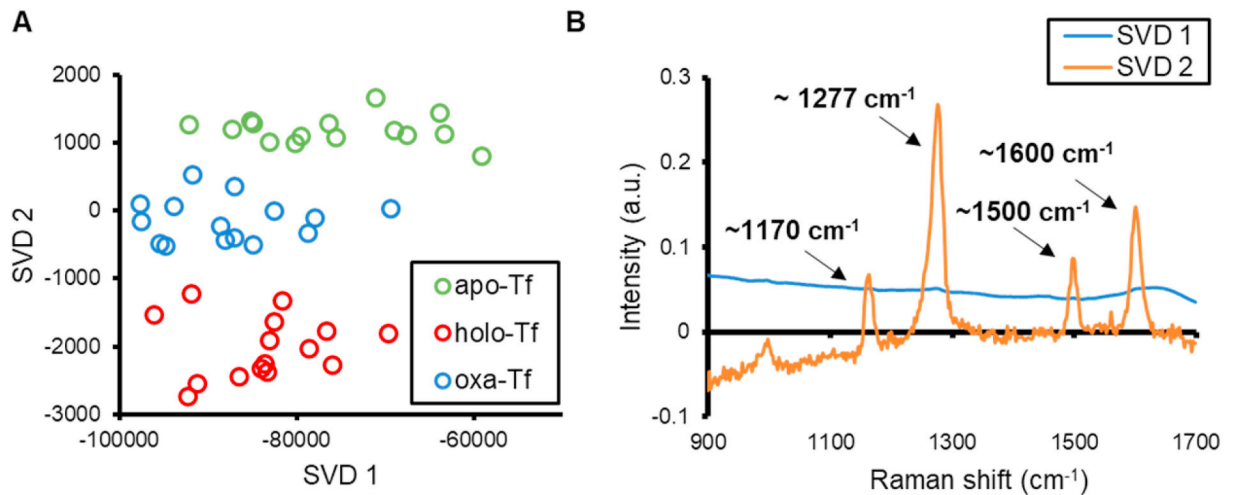 A
SVD 2
2000
1000
0
-1000
-2000
-3000
-100000 -80000 -60000
SVD 1
apo-Tf
holo-Tf
oxa-Tf
B
SVD 1
SVD 2
Intensity (a.u.)
0.3
0.2
0.1
0
-0.1
~ 1277 cm-1
~1600 cm-1
~1500 cm-1
~1170 cm-1
900 1100 1300 1500 1700
Raman shift (cm-1)